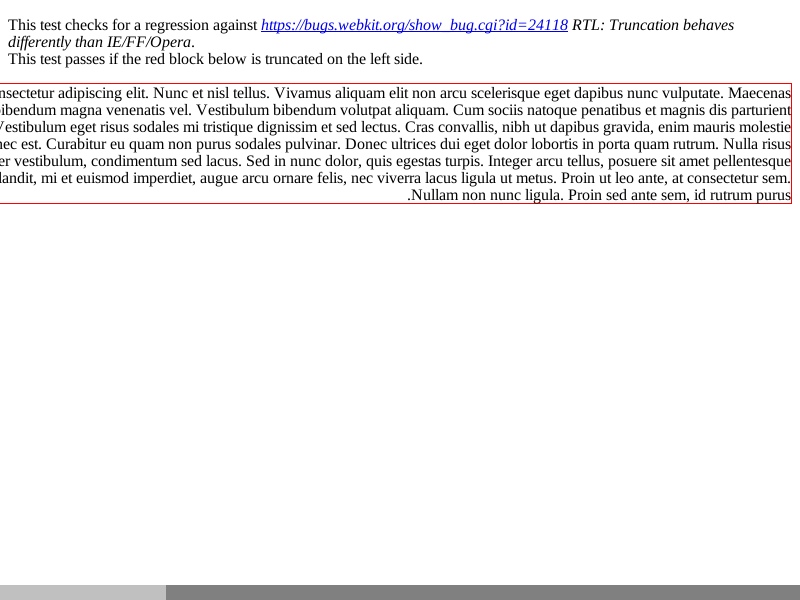 This test checks for a regression against https://bugs.webkit.org/show_bug.cgi?id=24118 RTL: Truncation behaves
differently than IE/FF/Opera.
This test passes if the red block below is truncated on the left side.
adipiscing elit. Nunc et nisl tellus. Vivamus aliquam elit non arcu scelerisque eget dapibus nunc vulputate. Maecenas
magna venenatis vel. Vestibulum bibendum volutpat aliquam. Cum sociis natoque penatibus et magnis dis parturient
Vestibulum eget risus sodales mi tristique dignissim et sed lectus. Cras convallis, nibh ut dapibus gravida, enim mauris molestie
nec est. Curabitur eu quam non purus sodales pulvinar. Donec ultrices dui eget dolor lobortis in porta quam rutrum. Nulla risus
vestibulum, condimentum sed lacus. Sed in nunc dolor, quis egestas turpis. Integer arcu tellus, posuere sit amet pellentesque
mi et euismod imperdiet, augue arcu ornare felis, nec viverra lacus ligula ut metus. Proin ut leo ante, at consectetur sem.
.Nullam non nunc ligula. Proin sed ante sem, id rutrum purus